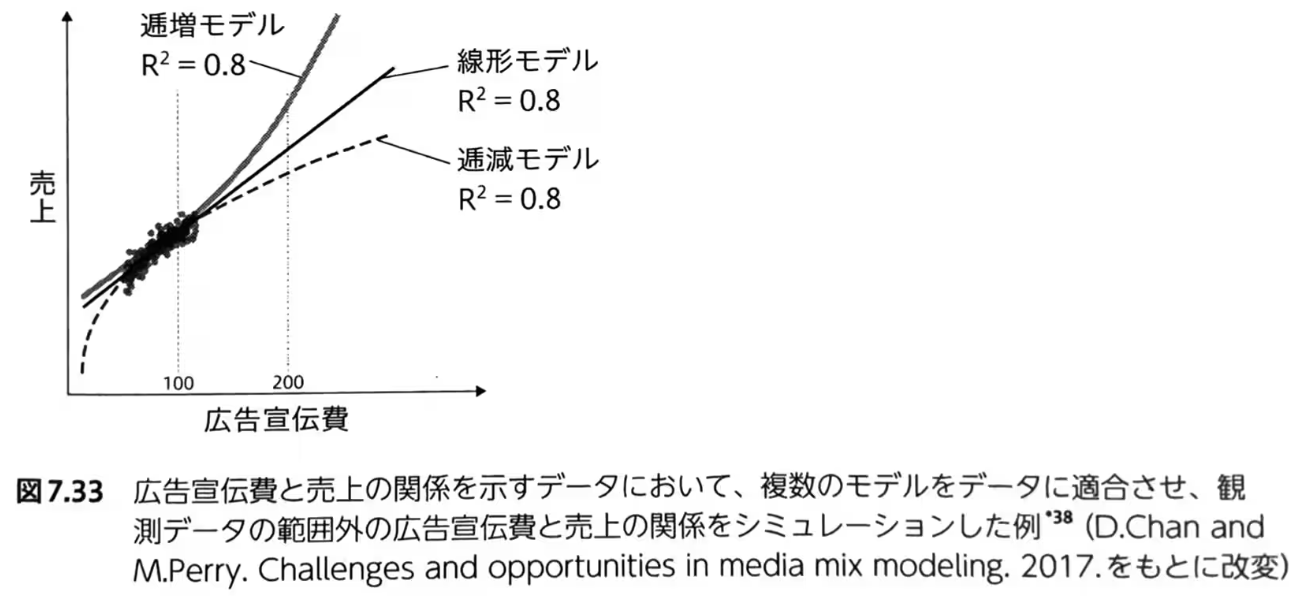 逓増モデル
R² = 0.8
線形モデル
R² = 0.8
逓減モデル
R² = 0.8
売上
100
200
広告宣伝費
図7.33 広告宣伝費と売上の関係を示すデータにおいて、複数のモデルをデータに適合させ、観
測データの範囲外の広告宣伝費と売上の関係をシミュレーションした例*38 (D.Chan and
M.Perry. Challenges and opportunities in media mix modeling. 2017.をもとに改変)